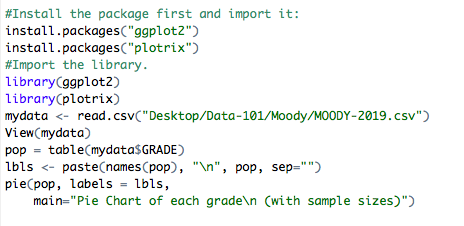 #Install the package first and import it:
install.packages("ggplot2")
install.packages("plotrix")
#Import the library.
library(ggplot2)
library(plotrix)
mydata <- read.csv("Desktop/Data-101/Moody/MOODY-2019.csv")
View(mydata)
pop = table(mydata$GRADE)
lbls <- paste(names(pop), "\n", pop, sep="")
pie(pop, labels = lbls,
    main="Pie Chart of each grade\n (with sample sizes)")